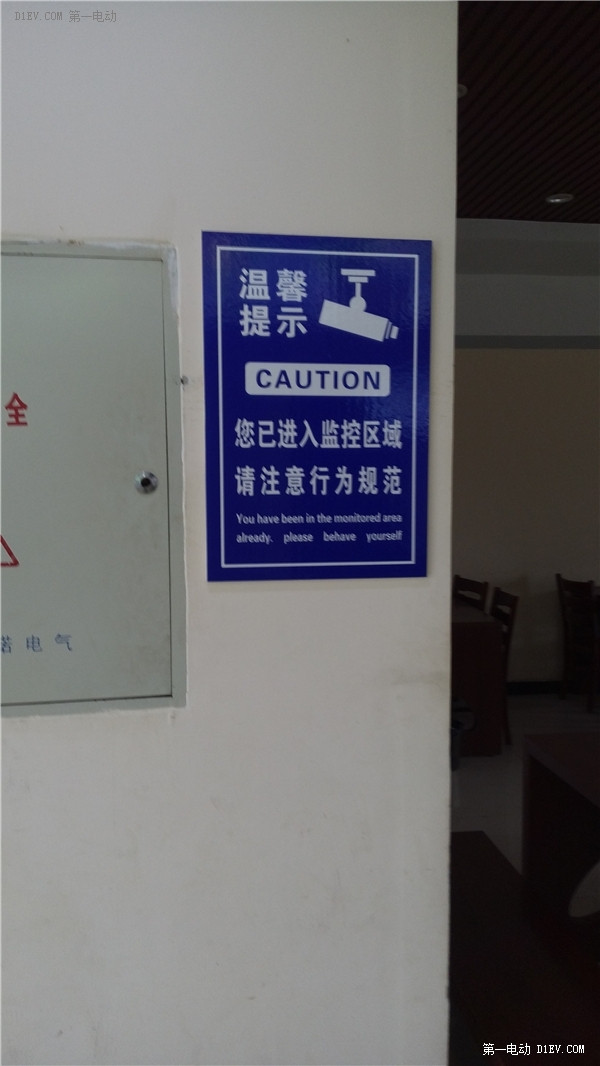 D1EV.COM 第一电动
温馨
提示
CAUTION
全
您已进入监控区域
请注意行为规范
You have been in the monitored area
already. please behave yourself
诺电气
第一电动 D1EV.COM